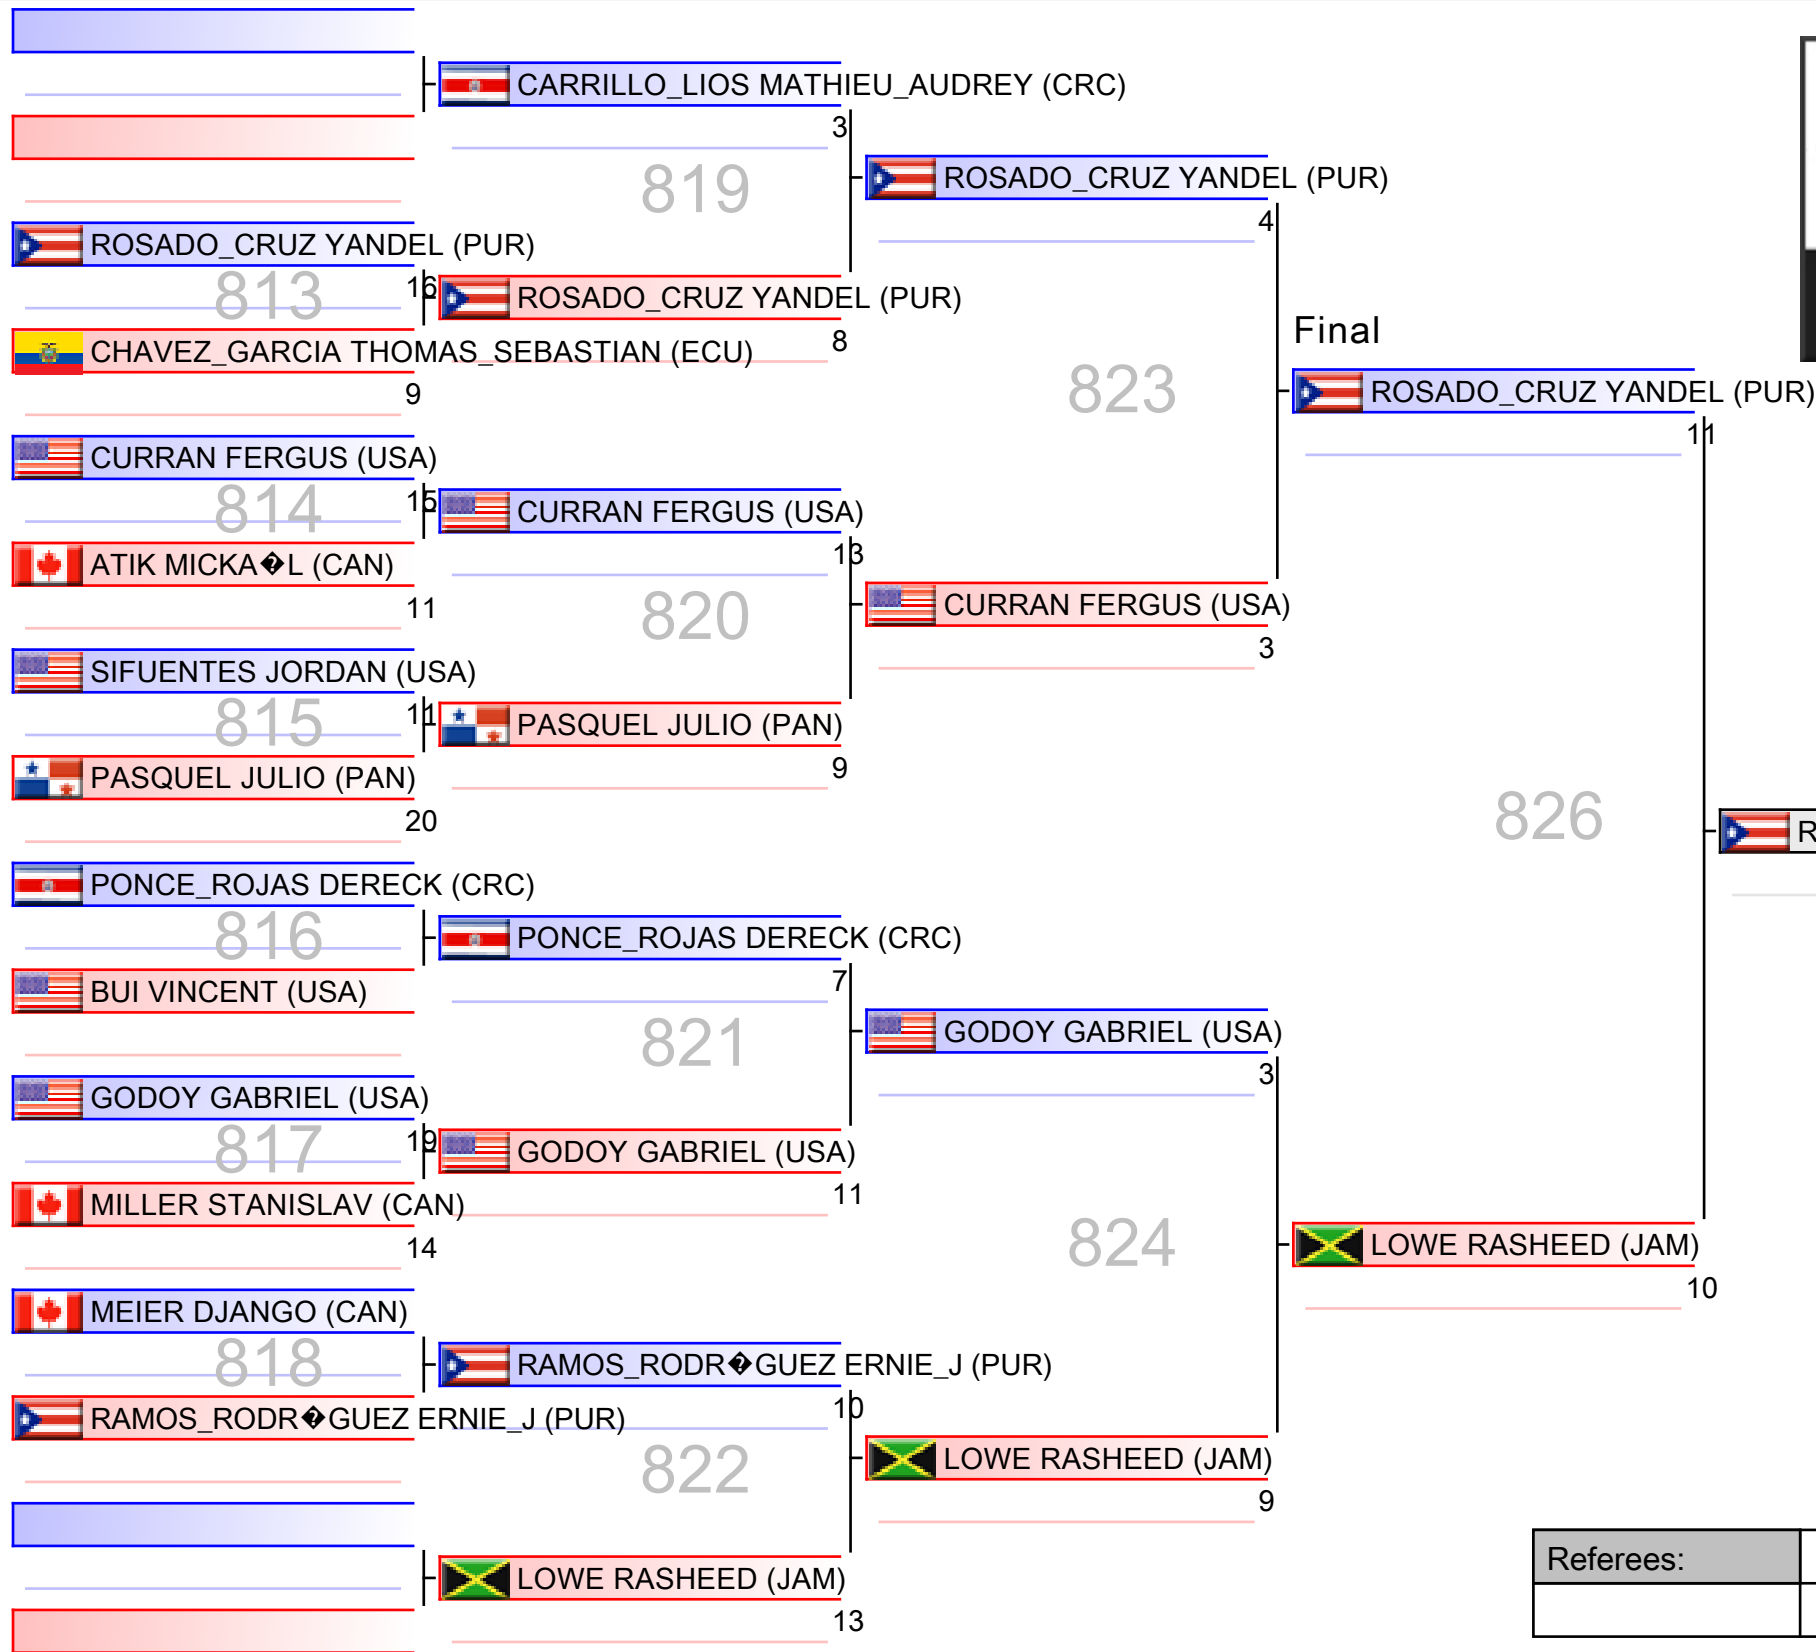 CARRILLO_LIOS MATHIEU_AUDREY (CRC)
3
819
ROSADO_CRUZ YANDEL (PUR)
4
ROSADO_CRUZ YANDEL (PUR)
813
16
ROSADO_CRUZ YANDEL (PUR)
8
CHAVEZ_GARCIA THOMAS_SEBASTIAN (ECU)
9
823
Final
ROSADO_CRUZ YANDEL (PUR)
11
CURRAN FERGUS (USA)
814
15
CURRAN FERGUS (USA)
13
ATIK MICKA�L (CAN)
11
820
CURRAN FERGUS (USA)
3
SIFUENTES JORDAN (USA)
815
11
PASQUEL JULIO (PAN)
9
PASQUEL JULIO (PAN)
20
826
R
PONCE_ROJAS DERECK (CRC)
816
PONCE_ROJAS DERECK (CRC)
7
BUI VINCENT (USA)
821
GODOY GABRIEL (USA)
3
GODOY GABRIEL (USA)
817
19
GODOY GABRIEL (USA)
11
MILLER STANISLAV (CAN)
14
824
LOWE RASHEED (JAM)
10
MEIER DJANGO (CAN)
818
RAMOS_RODR�GUEZ ERNIE_J (PUR)
10
RAMOS_RODR�GUEZ ERNIE_J (PUR)
822
LOWE RASHEED (JAM)
9
LOWE RASHEED (JAM)
13
Referees: